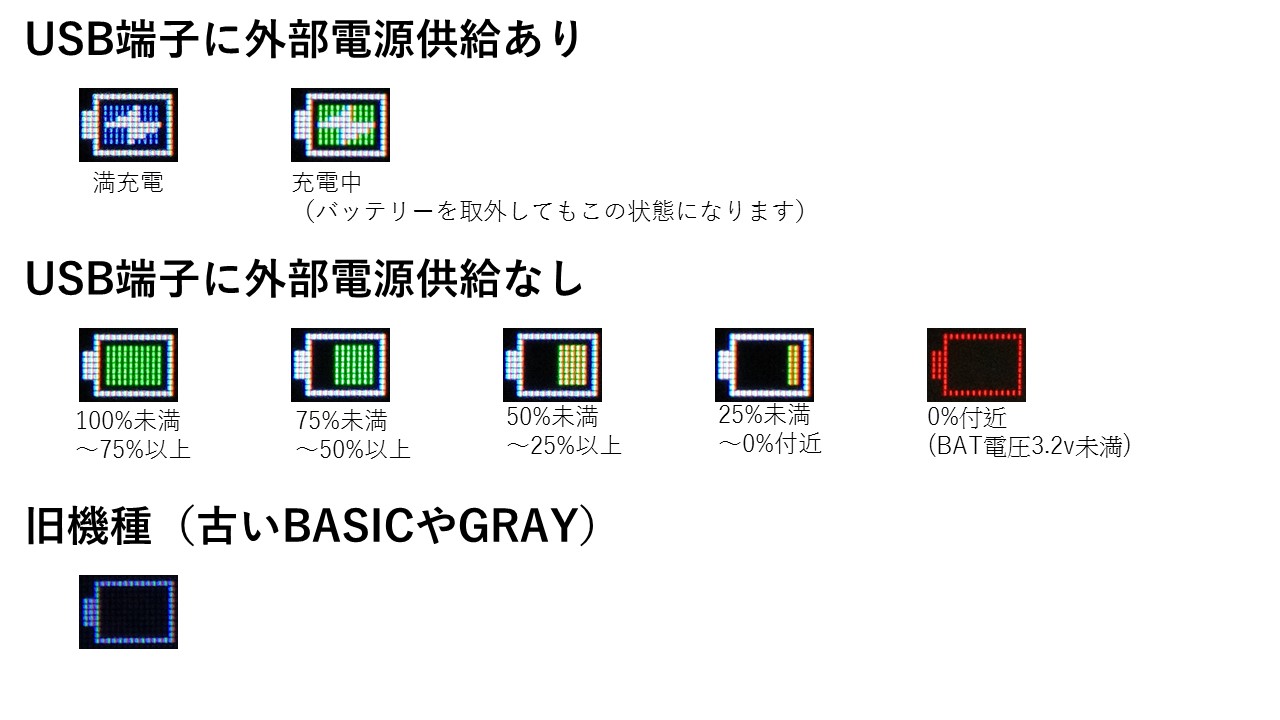 USB端子に外部電源供給あり
満充電
充電中
（バッテリーを取外してもこの状態になります）
USB端子に外部電源供給なし
100%未満
～75%以上
75%未満
～50%以上
50%未満
～25%以上
25%未満
～0%付近
0%付近
(BAT電圧3.2v未満)
旧機種（古いBASICやGRAY）